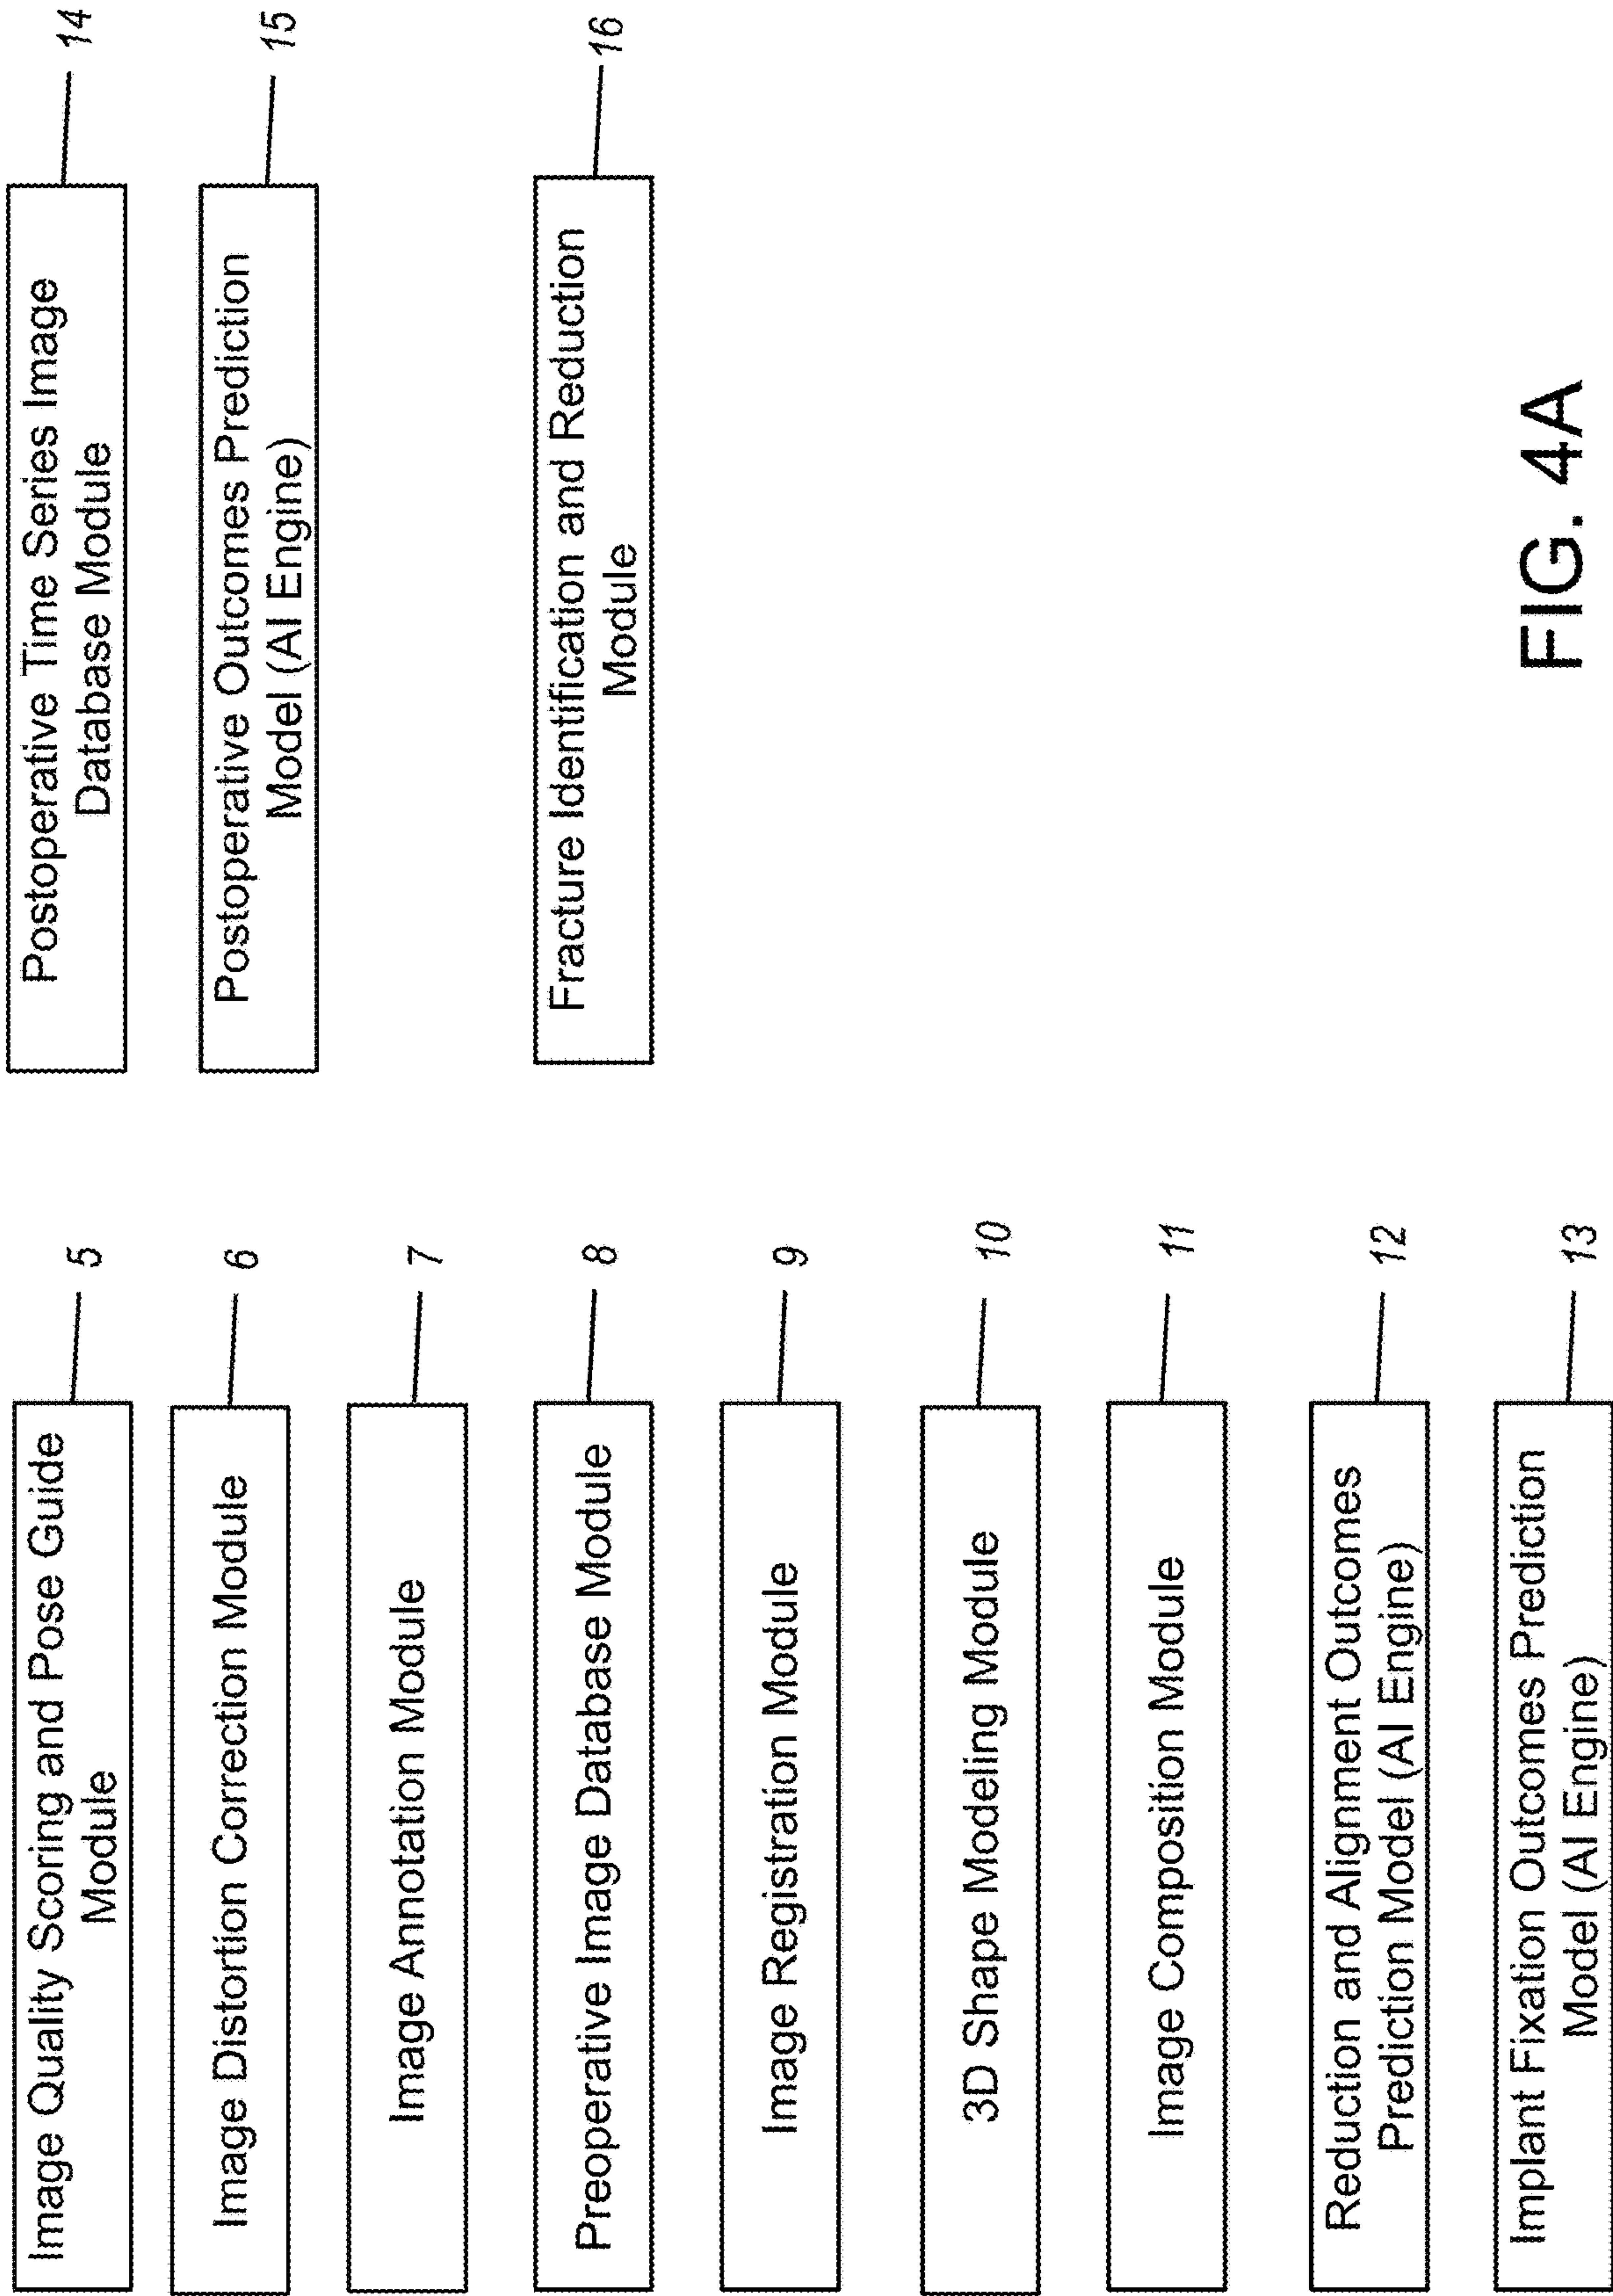 Image Quality Scoring and Pose Guide
Module
5
Image Distortion Correction Module
6
Image Annotation Module
7
Preoperative Image Database Module
8
Image Registration Module
9
3D Shape Modeling Module
10
Image Composition Module
11
Reduction and Alignment Outcomes
Prediction Model (AI Engine)
12
Implant Fixation Outcomes Prediction
Model (AI Engine)
13
Postoperative Time Series Image
Database Module
14
Postoperative Outcomes Prediction
Model (AI Engine)
15
Fracture Identification and Reduction
Module
16
FIG. 4A